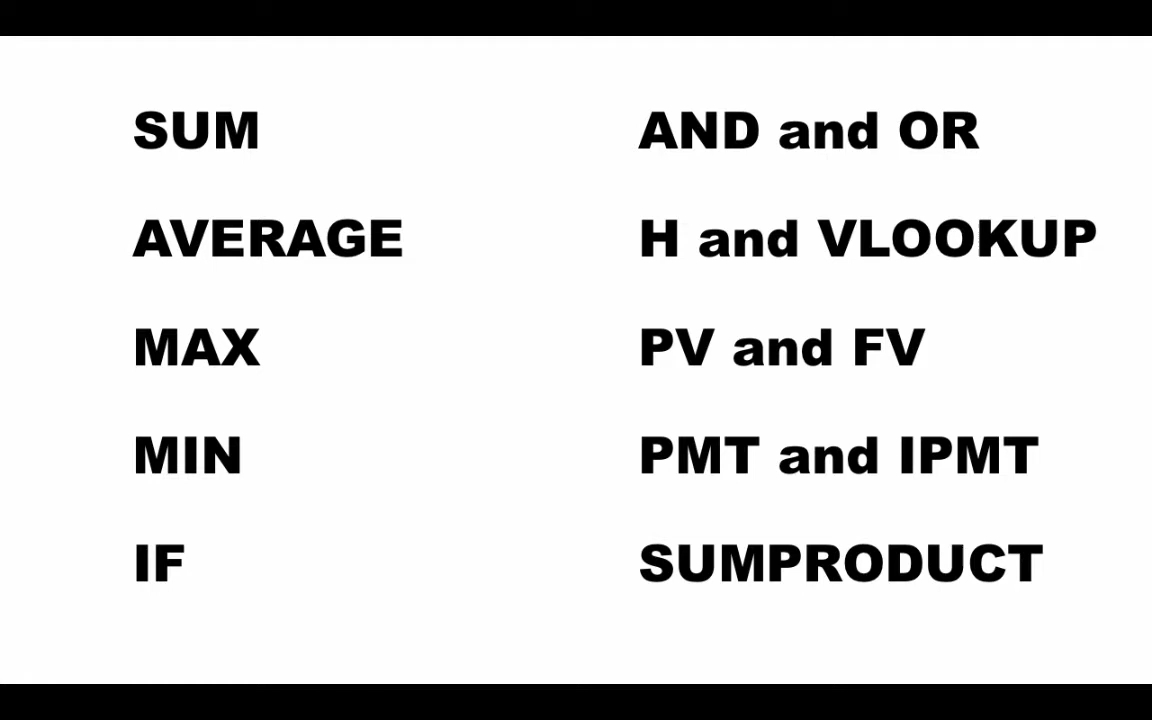 SUM
AVERAGE
MAX
MIN
IF
AND and OR
H and VLOOKUP
PV and FV
PMT and IPMT
SUMPRODUCT